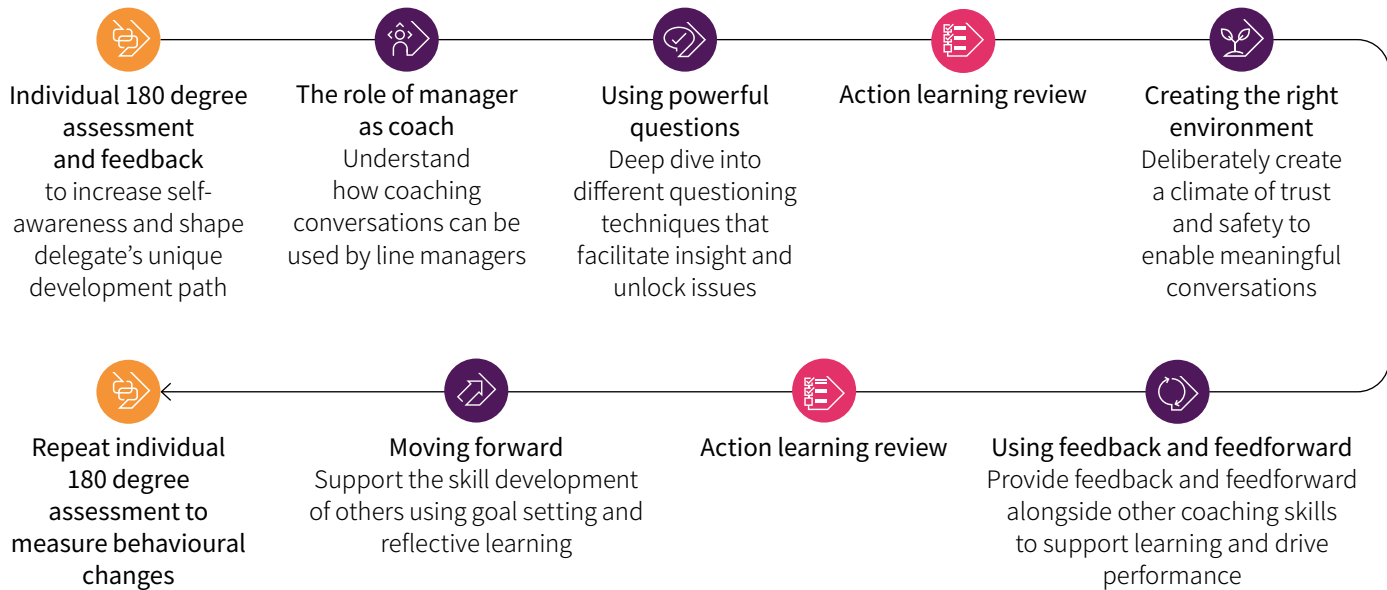 Individual 180 degree
assessment
and feedback
to increase self-
awareness and shape
delegate's unique
development path
The role of manager
as coach
Understand
how coaching
conversations can be
used by line managers
Using powerful
questions
Deep dive into
different questioning
techniques that
facilitate insight and
unlock issues
Action learning review
Creating the right
environment
Deliberately create
a climate of trust
and safety to
enable meaningful
conversations
Repeat individual
180 degree
assessment to
measure behavioural
changes
Moving forward
Support the skill development
of others using goal setting and
reflective learning
Action learning review
Using feedback and feedforward
Provide feedback and feedforward
alongside other coaching skills
to support learning and drive
performance